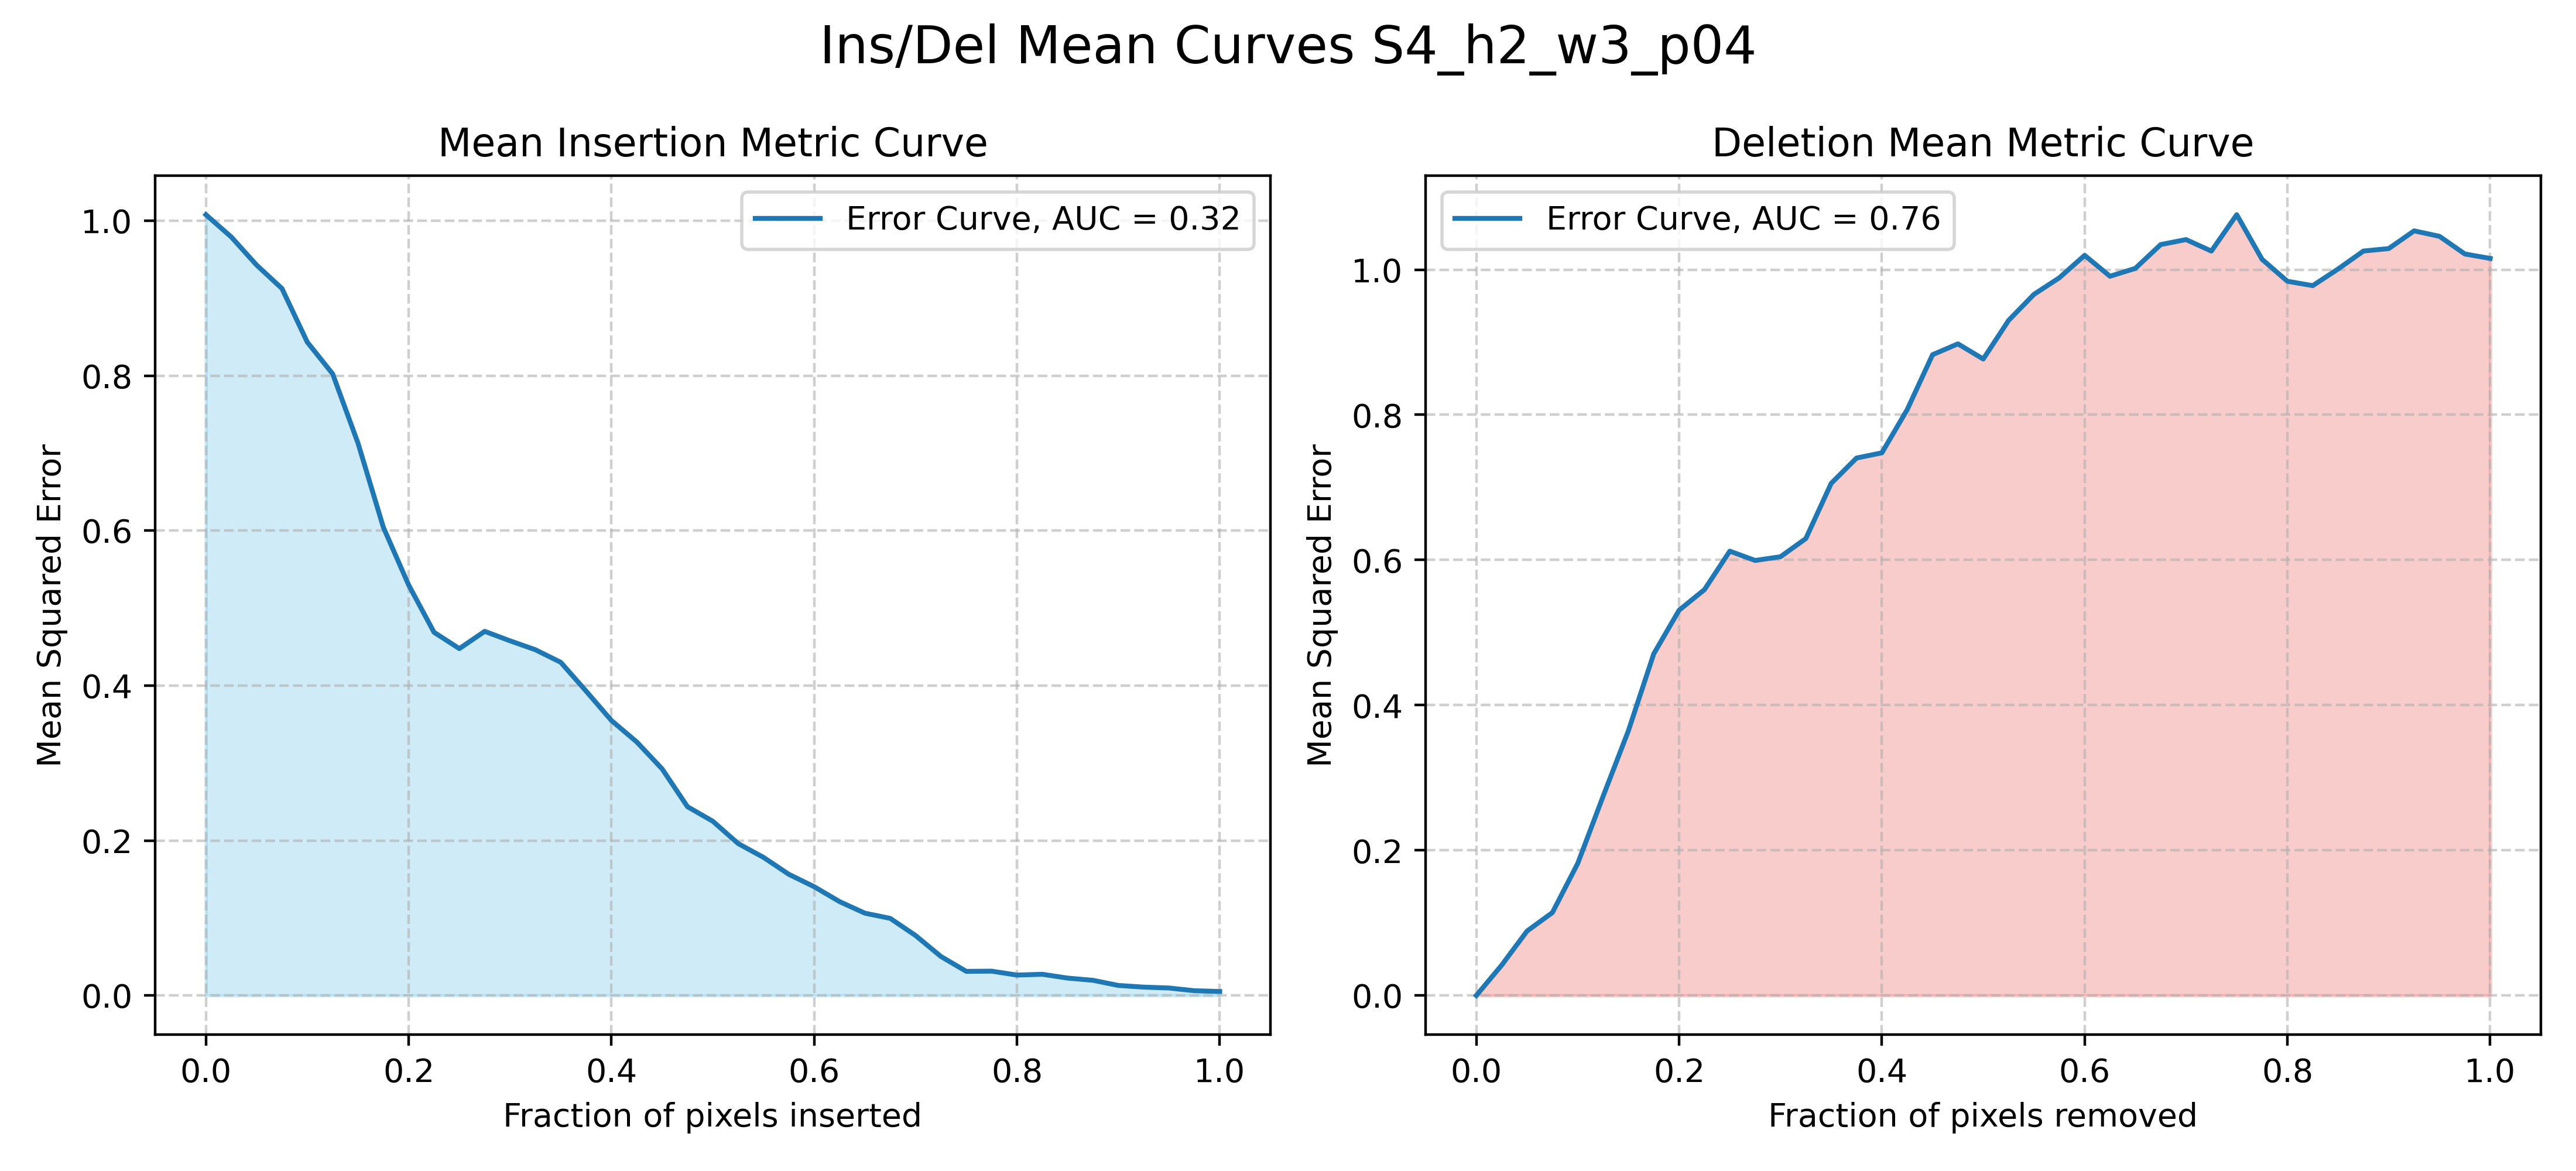 Ins/Del Mean Curves S4_h2_w3_p04
Mean Insertion Metric Curve
Error Curve, AUC = 0.32
Mean Squared Error
1.0
0.8
0.6
0.4
0.2
0.0
0.0 0.2 0.4 0.6 0.8 1.0
Fraction of pixels inserted
Deletion Mean Metric Curve
Error Curve, AUC = 0.76
Mean Squared Error
1.0
0.8
0.6
0.4
0.2
0.0
0.0 0.2 0.4 0.6 0.8 1.0
Fraction of pixels removed